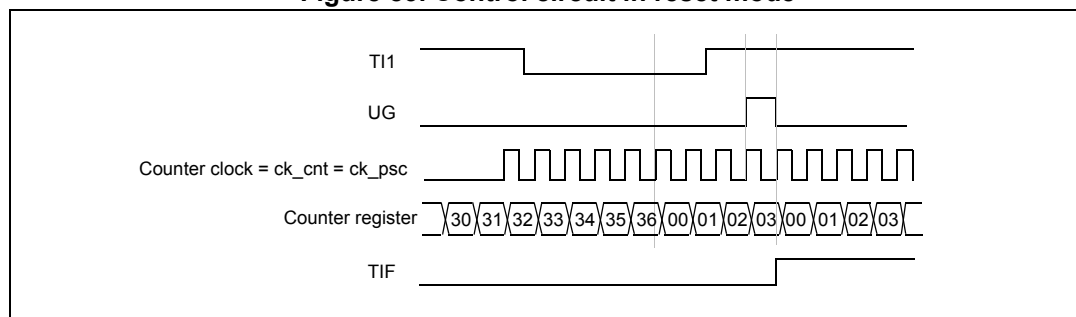 Figure Control circuit in reset mode
TI1
UG
Counter clock = ck_cnt = ck_psc
Counter register 30 31 32 33 34 35 36 00 01 02 03 00 01 02 03
TIF